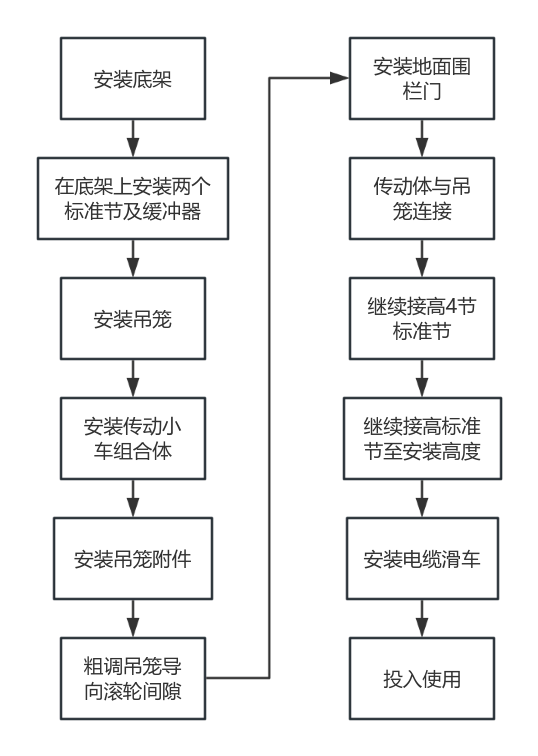 安装底架
在底架上安装两个
标准节及缓冲器
安装吊笼
安装传动小
车组合体
安装吊笼附件
粗调吊笼导
向滚轮间隙
安装地面围
栏门
传动体与吊
笼连接
继续接高4节
标准节
继续接高标准
节至安装高度
安装电缆滑车
投入使用